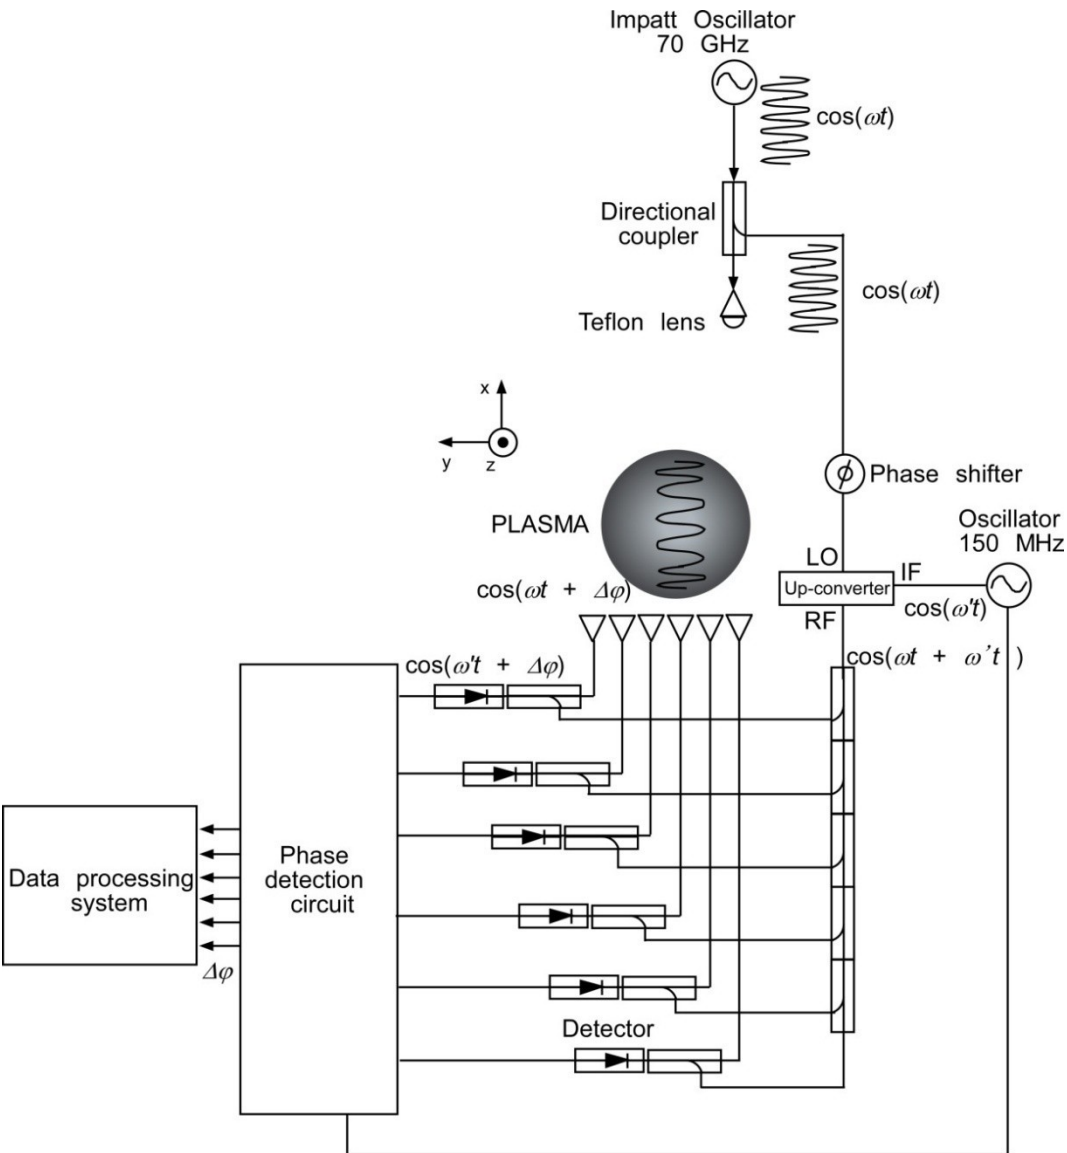 Impatt Oscillator
70 GHz
cos(ωt)
Directional
coupler
cos(ωt)
Teflon lens
x
y
z
ϕ Phase shifter
PLASMA
Oscillator
150 MHz
LO
IF
Up-converter
cos(ω't)
RF
cos(ωt + Δφ)
cos(ωt + ω't )
cos(ω't + Δφ)
Phase
detection
circuit
Data processing
system
Δφ
Detector